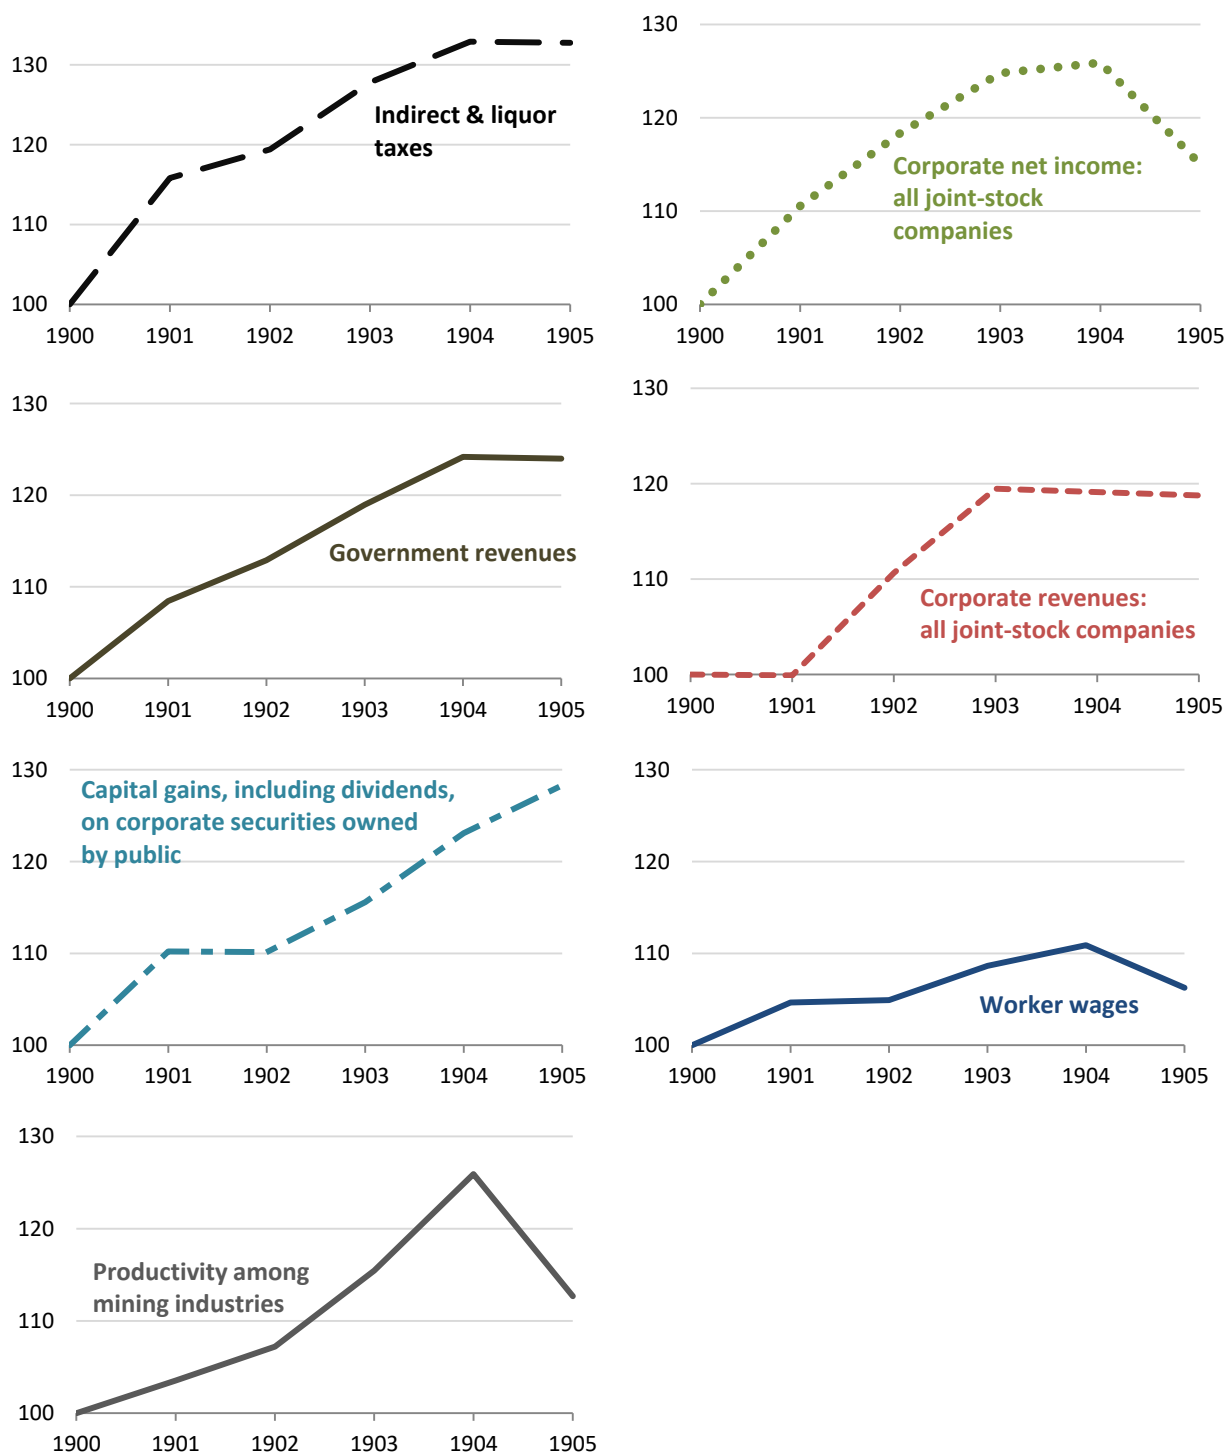 130
120
110
100
1900 1901 1902 1903 1904 1905
Indirect & liquor
taxes
130
120
110
100
1900 1901 1902 1903 1904 1905
Corporate net income:
all joint-stock
companies
130
120
110
100
1900 1901 1902 1903 1904 1905
Government revenues
130
120
110
100
1900 1901 1902 1903 1904 1905
Corporate revenues:
all joint-stock companies
130
120
110
100
1900 1901 1902 1903 1904 1905
Capital gains, including dividends,
on corporate securities owned
by public
130
120
110
100
1900 1901 1902 1903 1904 1905
Worker wages
130
120
110
100
1900 1901 1902 1903 1904 1905
Productivity among
mining industries